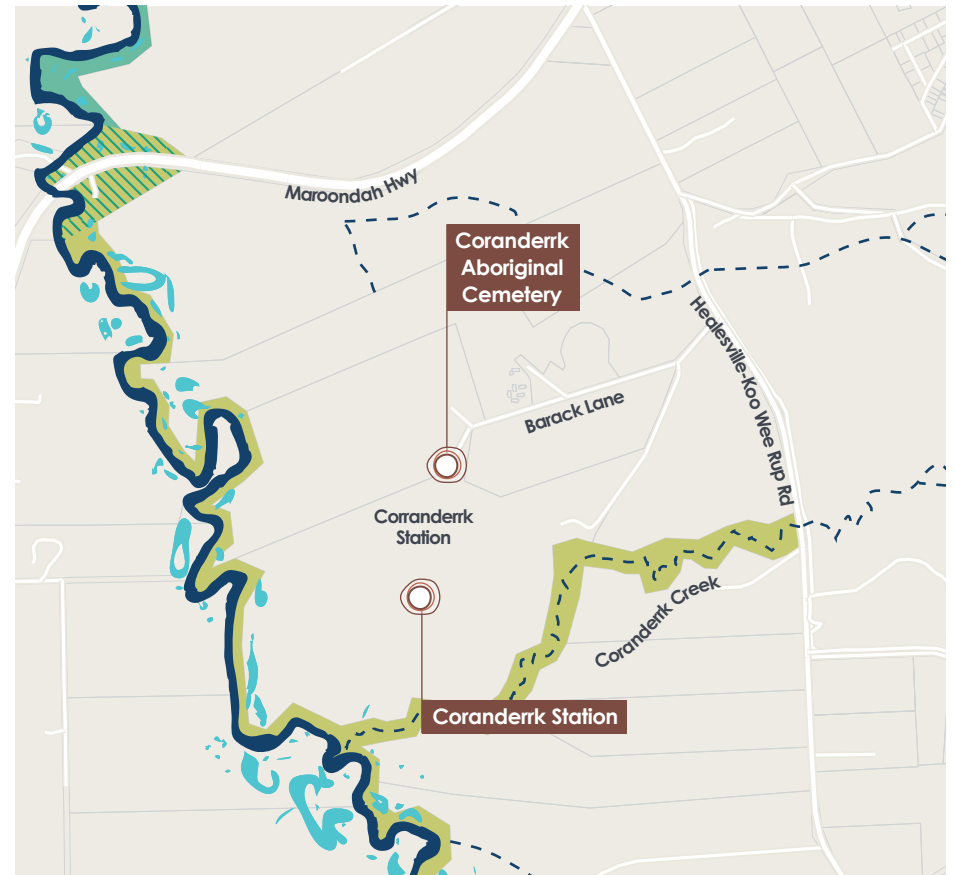 Maroondah Hwy
Coranderrk
Aboriginal
Cemetery
Healesville-Koo Wee Rup Rd
Barack Lane
Corranderrk
Station
Coranderrk Creek
Coranderrk Station